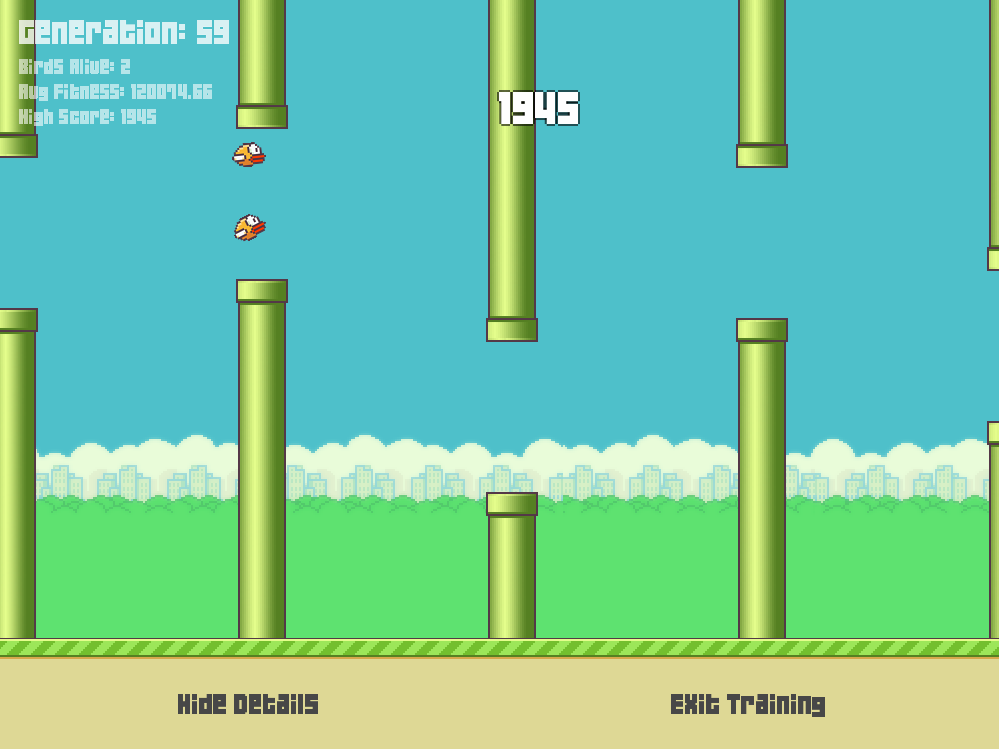 Generation: 59
Birds Alive: 2
Avg Fitness: 120074.66
High Score: 1945
1945
Hide Details
Exit Training